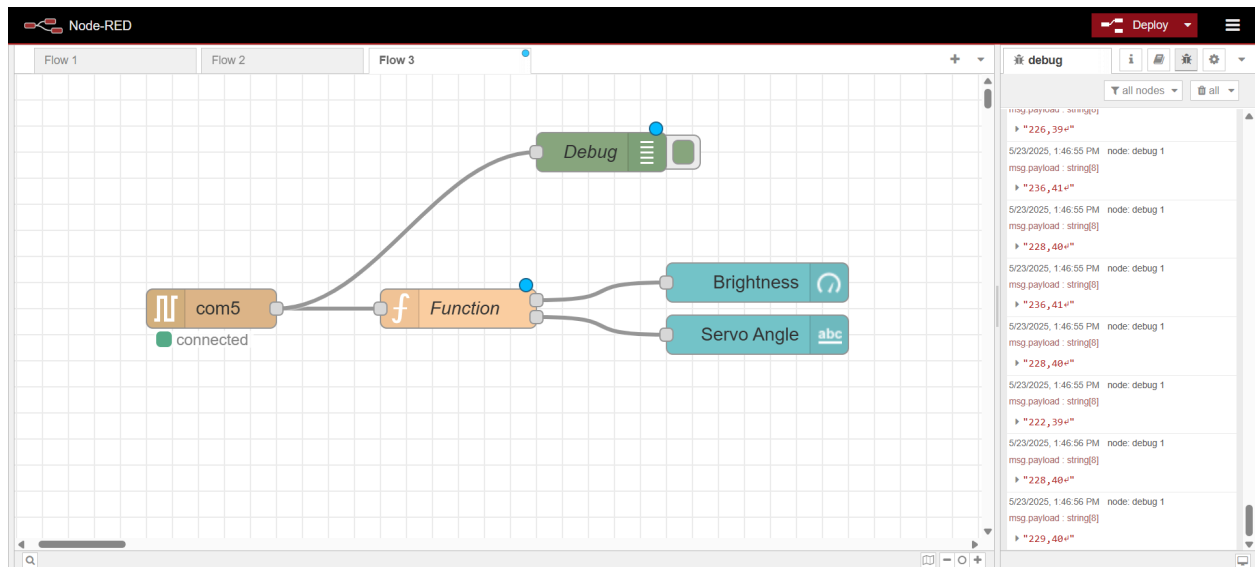 Node-RED
Deploy
Flow 1
Flow 2
Flow 3
debug
i
all nodes
all
Debug
com5
connected
Function
Brightness
Servo Angle
abc
msg.payload : string[8]
"226,39↵"
5/23/2025, 1:46:55 PM node: debug 1
msg.payload : string[8]
"236,41↵"
5/23/2025, 1:46:55 PM node: debug 1
msg.payload : string[8]
"228,40↵"
5/23/2025, 1:46:55 PM node: debug 1
msg.payload : string[8]
"236,41↵"
5/23/2025, 1:46:55 PM node: debug 1
msg.payload : string[8]
"228,40↵"
5/23/2025, 1:46:55 PM node: debug 1
msg.payload : string[8]
"222,39↵"
5/23/2025, 1:46:56 PM node: debug 1
msg.payload : string[8]
"228,40↵"
5/23/2025, 1:46:56 PM node: debug 1
msg.payload : string[8]
"229,40↵"